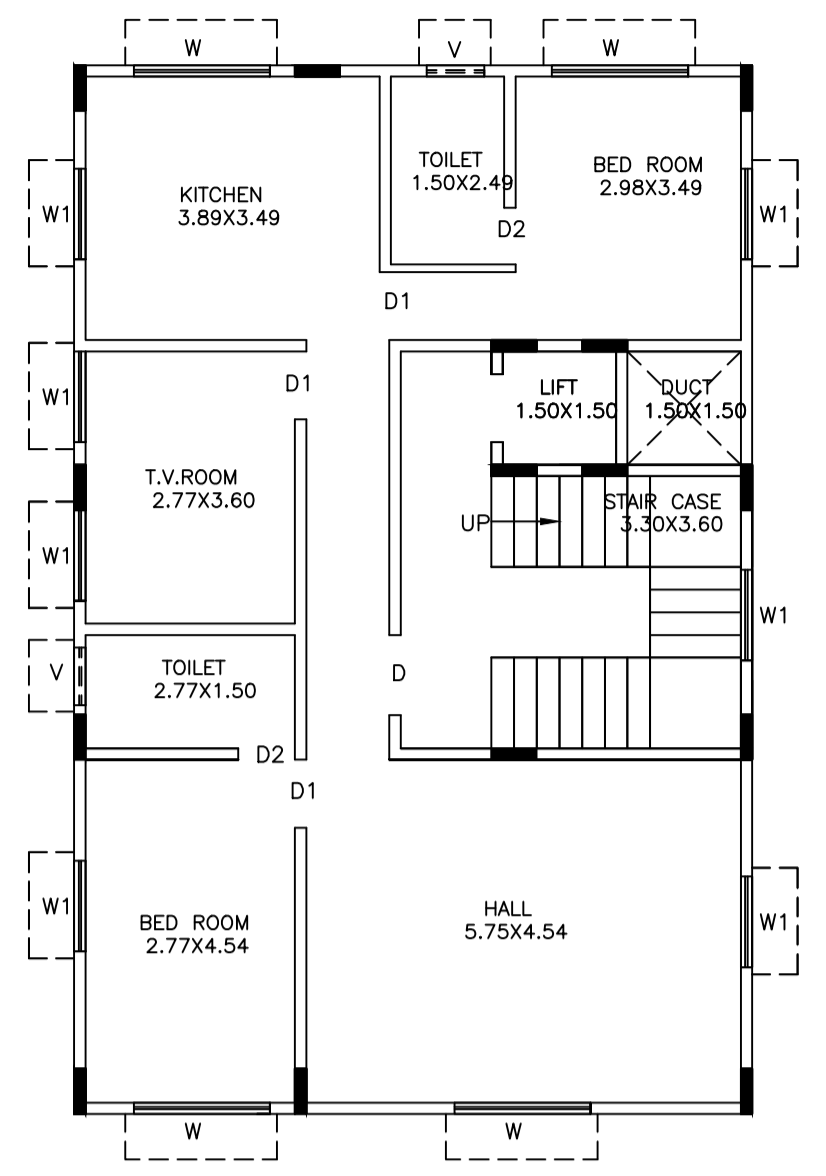 W
V
W
TOILET
1.50X2.49
BED ROOM
2.98X3.49
KITCHEN
3.89X3.49
W1
W1
D2
D1
D1
W1
LIFT
1.50X1.50
DUCT
1.50X1.50
T.V.ROOM
2.77X3.60
STAIR CASE
3.30X3.60
UP
W1
W1
TOILET
2.77X1.50
V
D
D2
D1
W1
BED ROOM
2.77X4.54
HALL
5.75X4.54
W1
W
W